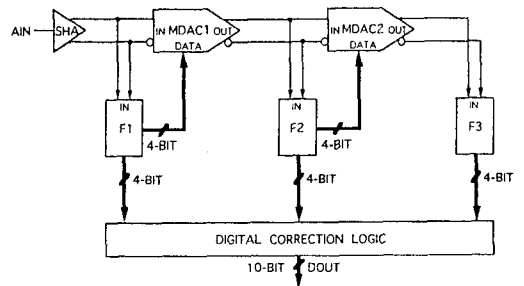 AIN
SHA
IN MDAC1 OUT
DATA
IN MDAC2 OUT
DATA
IN
F1
4-BIT
IN
F2
4-BIT
IN
F3
4-BIT
4-BIT
4-BIT
DIGITAL CORRECTION LOGIC
10-BIT DOUT